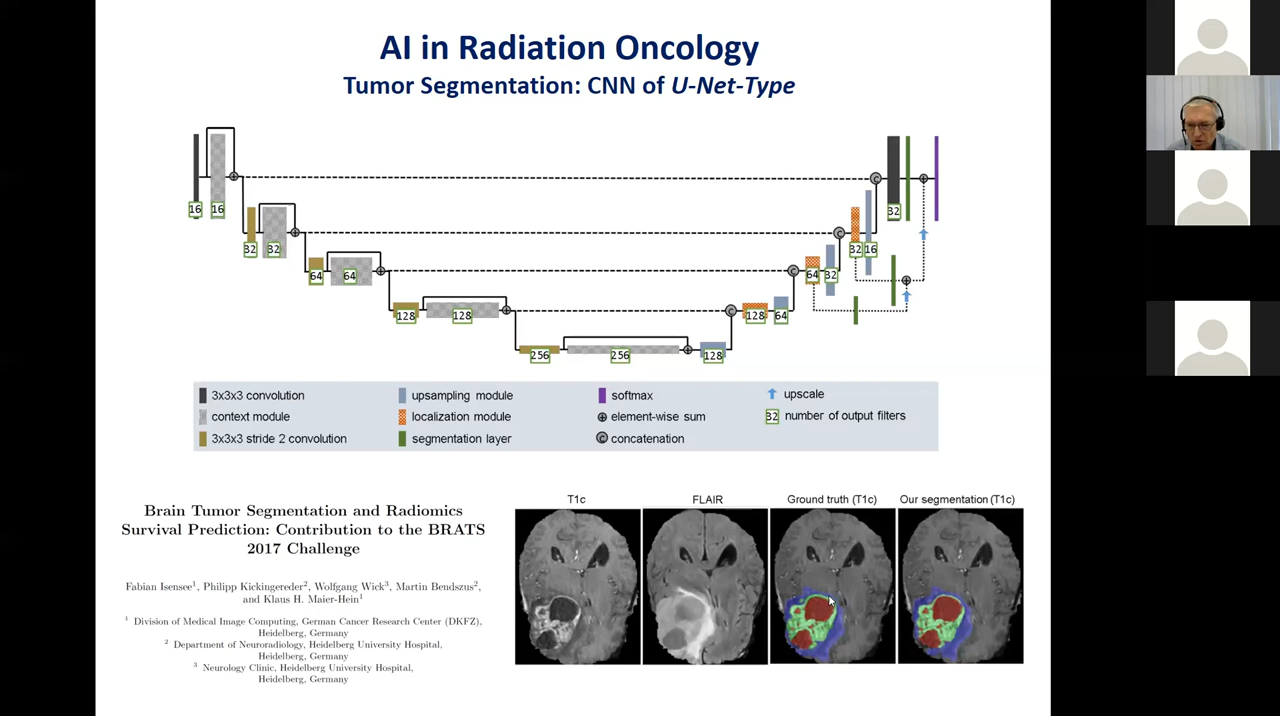 AI in Radiation Oncology
Tumor Segmentation: CNN of U-Net-Type
16 16
32 32
64 64
128 128
256 256
128
128 64
64 32
32 16
32
3x3x3 convolution
context module
3x3x3 stride 2 convolution
upsampling module
localization module
segmentation layer
softmax
element-wise sum
concatenation
upscale
32 number of output filters
Brain Tumor Segmentation and Radiomics
Survival Prediction: Contribution to the BRATS
2017 Challenge
Fabian Isensee1, Philipp Kickingereder2, Wolfgang Wick3, Martin Bendszus2,
and Klaus H. Maier-Hein1
1 Division of Medical Image Computing, German Cancer Research Center (DKFZ),
Heidelberg, Germany
2 Department of Neuroradiology, Heidelberg University Hospital,
Heidelberg, Germany
3 Neurology Clinic, Heidelberg University Hospital,
Heidelberg, Germany
T1c
FLAIR
Ground truth (T1c)
Our segmentation (T1c)